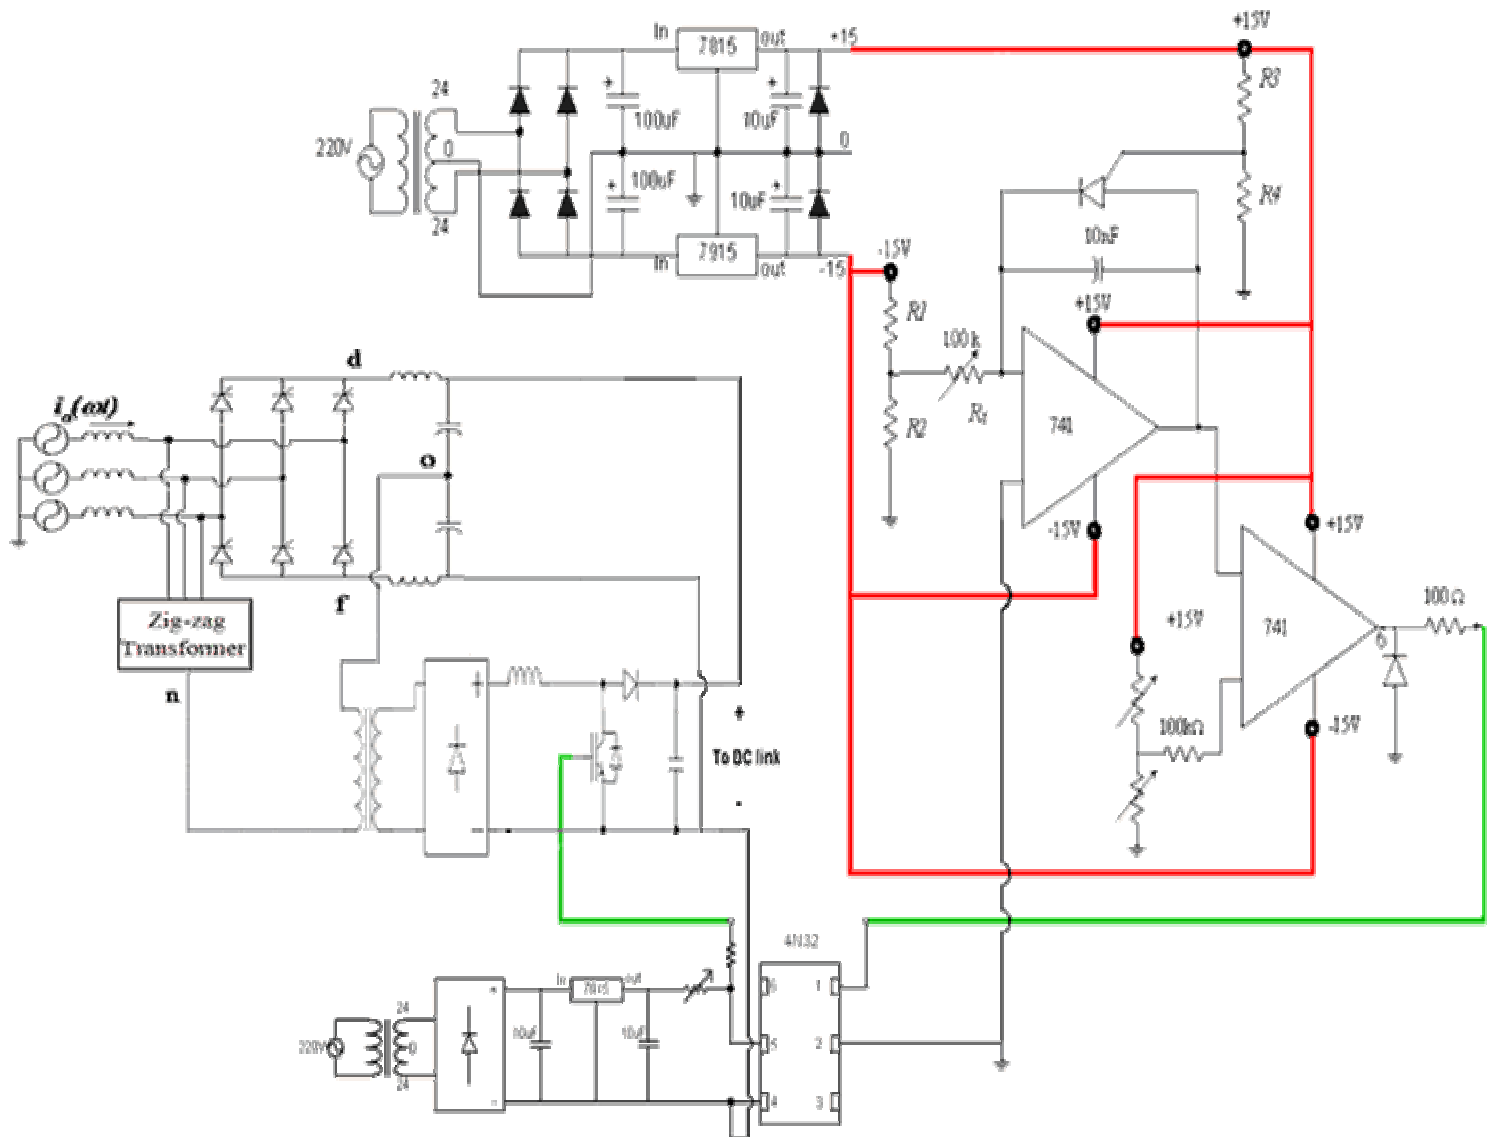 24
0
24
220V
In
7815
out
+15
100uF
10uF
0
100uF
10uF
In
7915
out
-15
+15V
R3
R4
10nF
-15V
R1
R2
100k
R1
+15V
741
-15V
+15V
741
6
-15V
100Ω
+15V
100kΩ
ia(ωt)
d
o
f
Zig-zag
Transformer
n
+
To DC link
-
4N32
6
5
4
1
2
3
24
0
24
220V
In
out
10uF
10uF